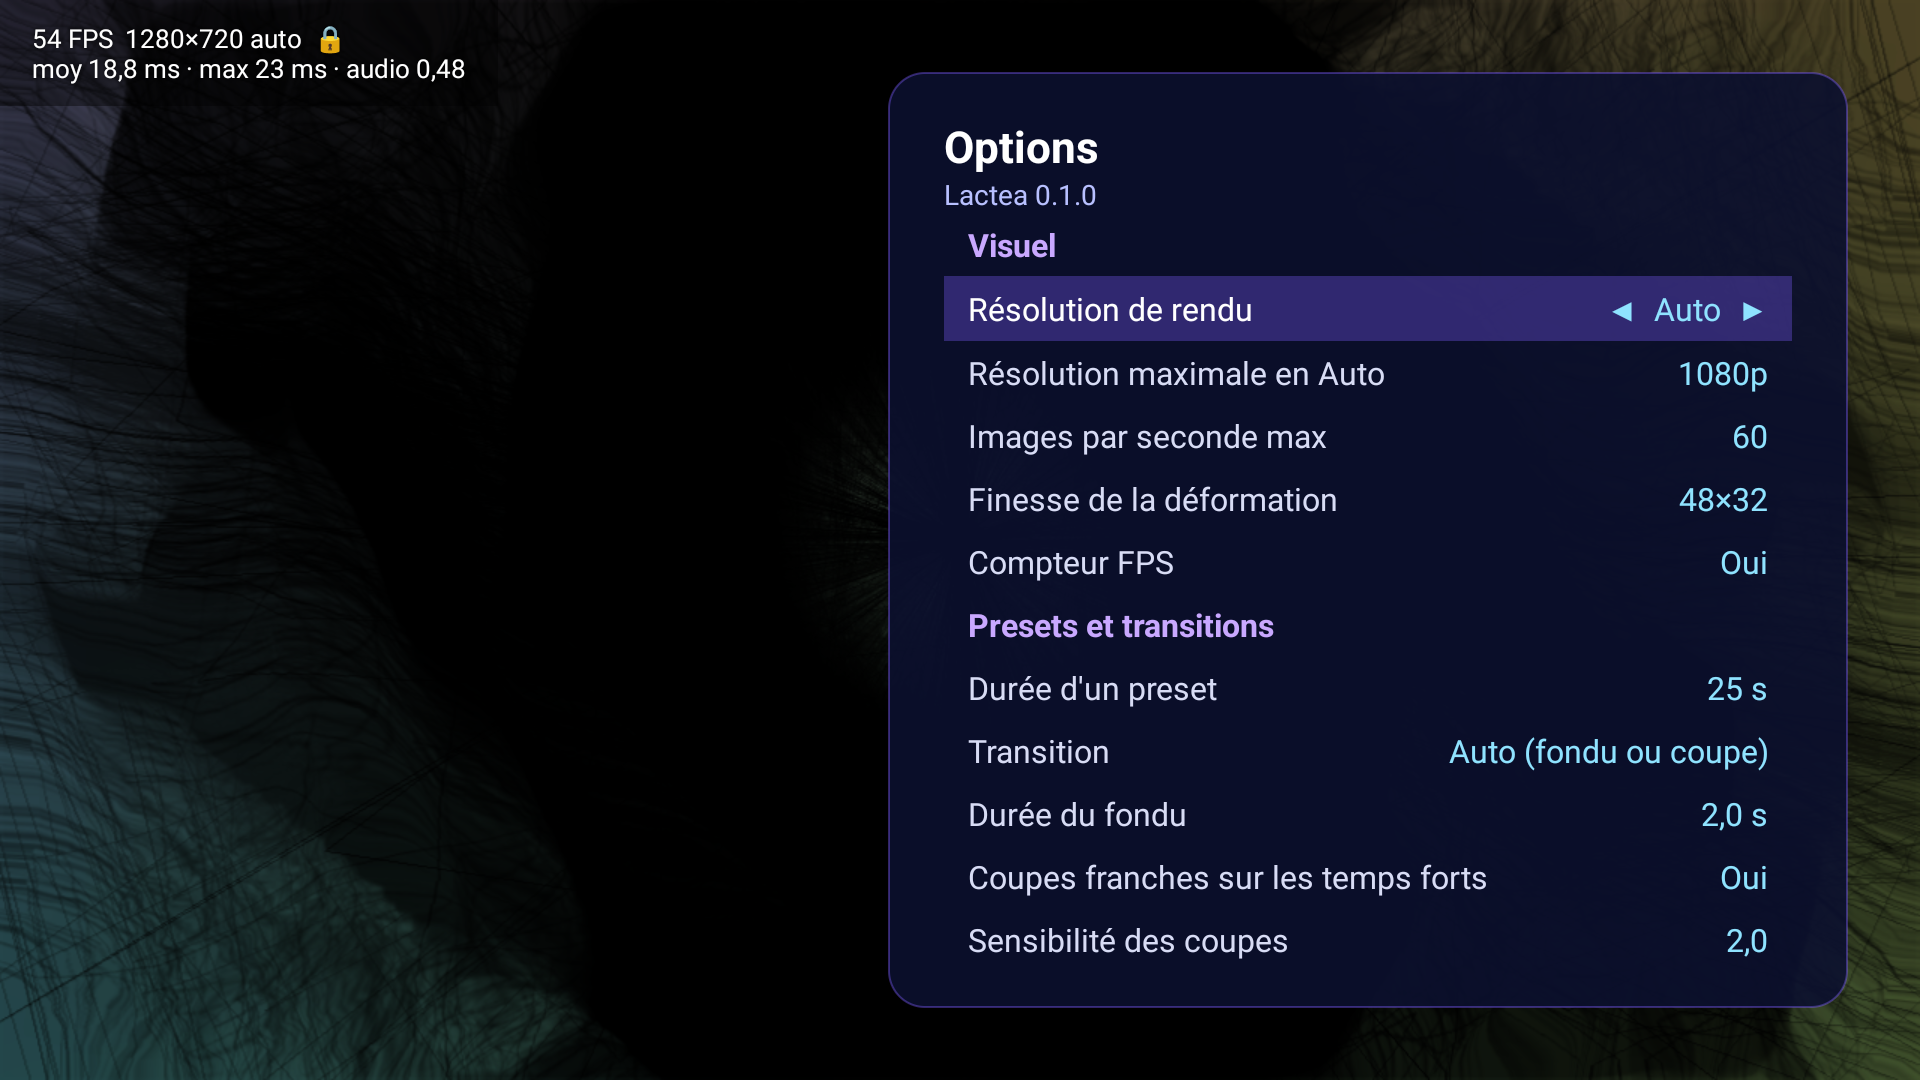 54 FPS 1280×720 auto 🔒
moy 18,8 ms · max 23 ms · audio 0,48
Options
Lactea 0.1.0
Visuel
Résolution de rendu ◀ Auto ▶
Résolution maximale en Auto 1080p
Images par seconde max 60
Finesse de la déformation 48×32
Compteur FPS Oui
Presets et transitions
Durée d'un preset 25 s
Transition Auto (fondu ou coupe)
Durée du fondu 2,0 s
Coupes franches sur les temps forts Oui
Sensibilité des coupes 2,0